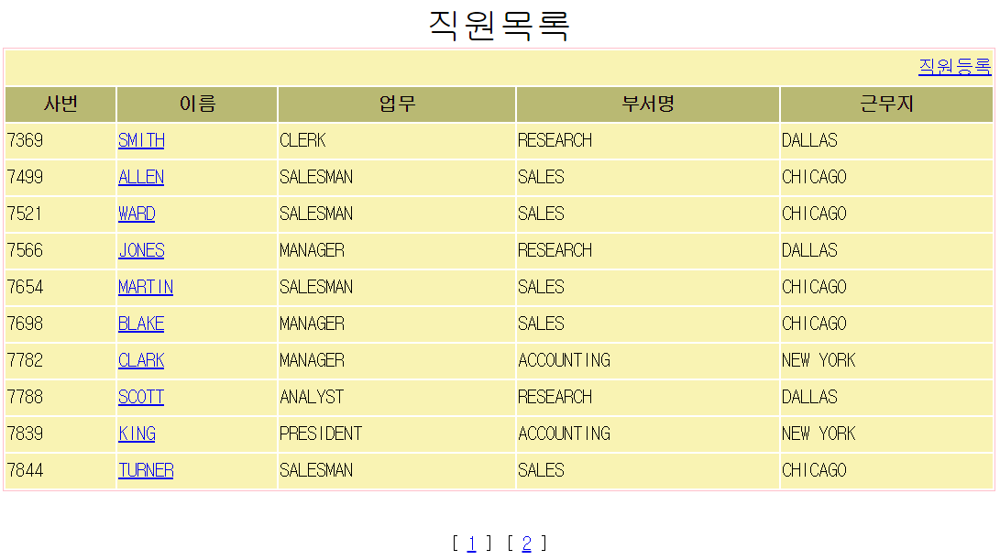 직원목록
직원등록
사번 이름 업무 부서명 근무지
7369 SMITH CLERK RESEARCH DALLAS
7499 ALLEN SALESMAN SALES CHICAGO
7521 WARD SALESMAN SALES CHICAGO
7566 JONES MANAGER RESEARCH DALLAS
7654 MARTIN SALESMAN SALES CHICAGO
7698 BLAKE MANAGER SALES CHICAGO
7782 CLARK MANAGER ACCOUNTING NEW YORK
7788 SCOTT ANALYST RESEARCH DALLAS
7839 KING PRESIDENT ACCOUNTING NEW YORK
7844 TURNER SALESMAN SALES CHICAGO
[ 1 ] [ 2 ]